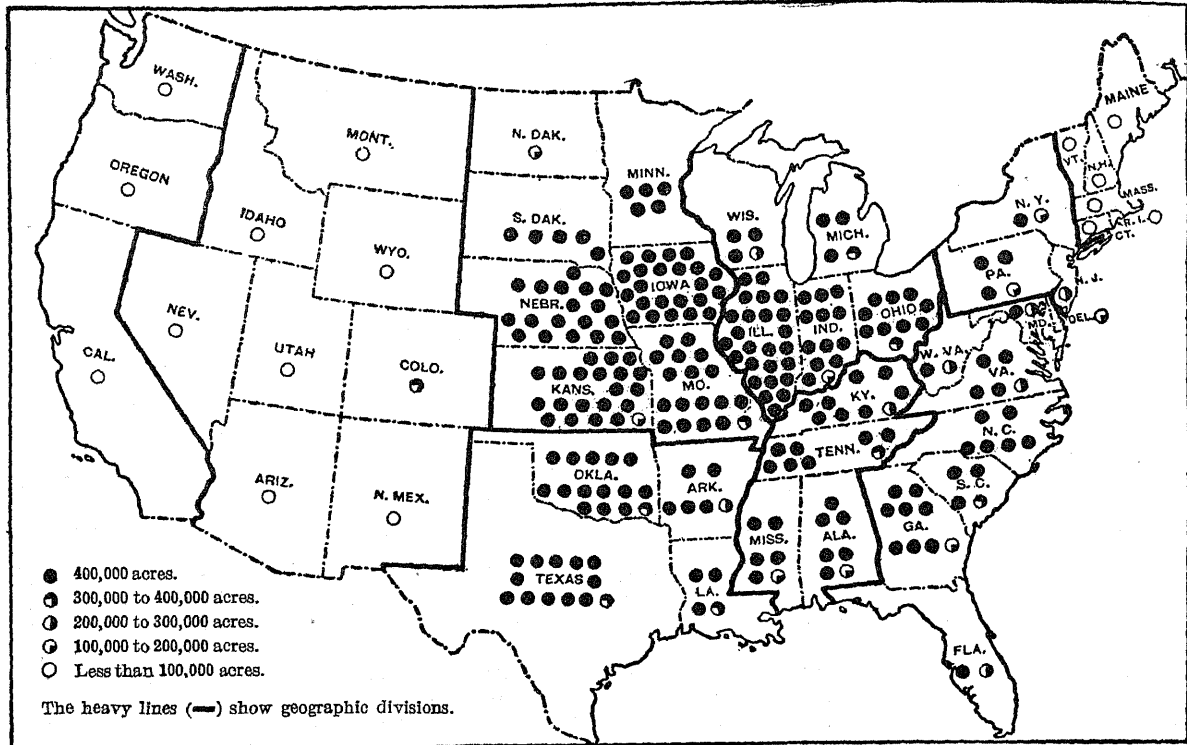 WASH.
MONT.
N. DAK.
MINN.
MAINE
VT.
N.H.
MASS.
R. I.
CT.
OREGON
IDAHO
S. DAK.
WIS.
MICH.
N. Y.
WYO.
NEBR.
IOWA
PA.
N. J.
NEV.
UTAH
COLO.
ILL.
IND.
OHIO
MD.
DEL.
CAL.
KANS.
MO.
W. VA.
VA.
KY.
N. C.
TENN.
ARIZ.
N. MEX.
OKLA.
ARK.
S. C.
GA.
MISS.
ALA.
TEXAS
LA.
FLA.
400,000 acres.
300,000 to 400,000 acres.
200,000 to 300,000 acres.
100,000 to 200,000 acres.
Less than 100,000 acres.
The heavy lines (▬) show geographic divisions.